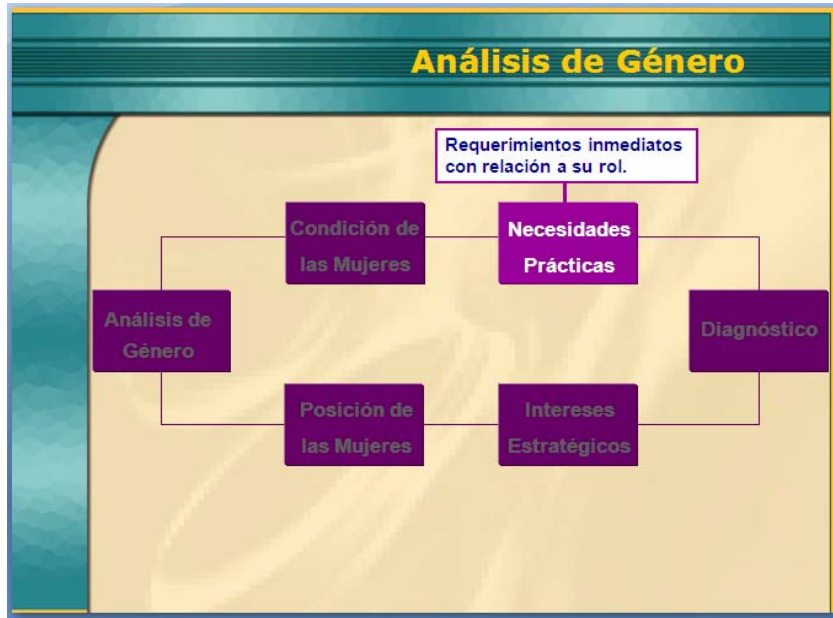 Análisis de Género
Requerimientos inmediatos
con relación a su rol.
Condición de
las Mujeres
Necesidades
Prácticas
Análisis de
Género
Diagnóstico
Posición de
las Mujeres
Intereses
Estratégicos